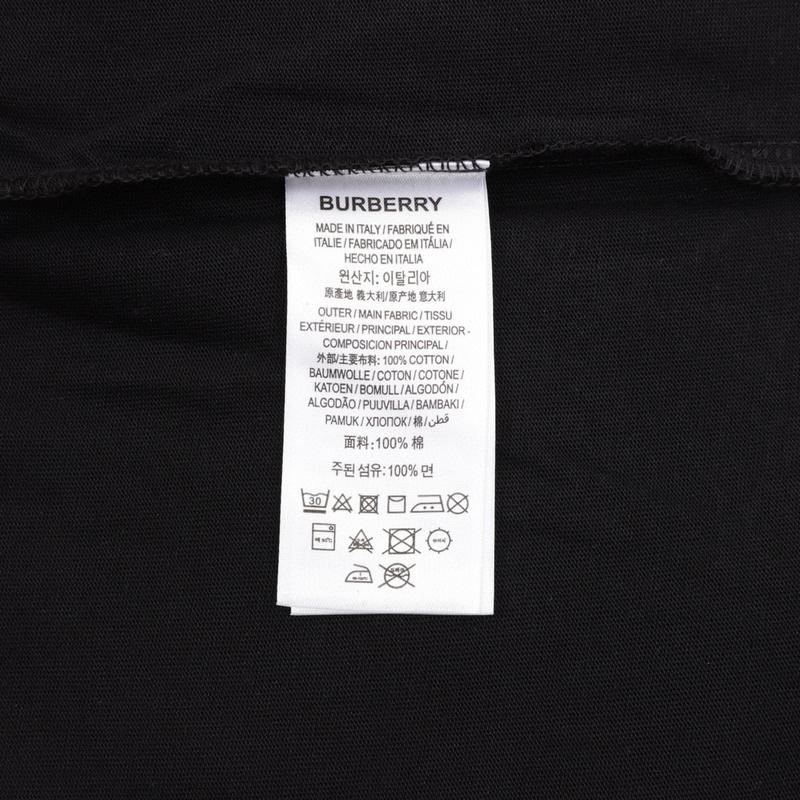 BURBERRY
MADE IN ITALY / FABRIQUÉ EN
ITALIE / FABRICADO EM ITÁLIA /
HECHO EN ITALIA
원산지: 이탈리아
原產地 義大利/原产地 意大利
OUTER / MAIN FABRIC / TISSU
EXTÉRIEUR / PRINCIPAL / EXTERIOR -
COMPOSICION PRINCIPAL /
外部/主要布料: 100% COTTON /
BAUMWOLLE / COTON / COTONE /
KATOEN / BOMULL / ALGODÓN /
ALGODÃO / PUUVILLA / BAMBAKI /
PAMUK / ХЛОПОК / 棉/قطن
面料:100% 棉
주된 섬유:100% 면
30